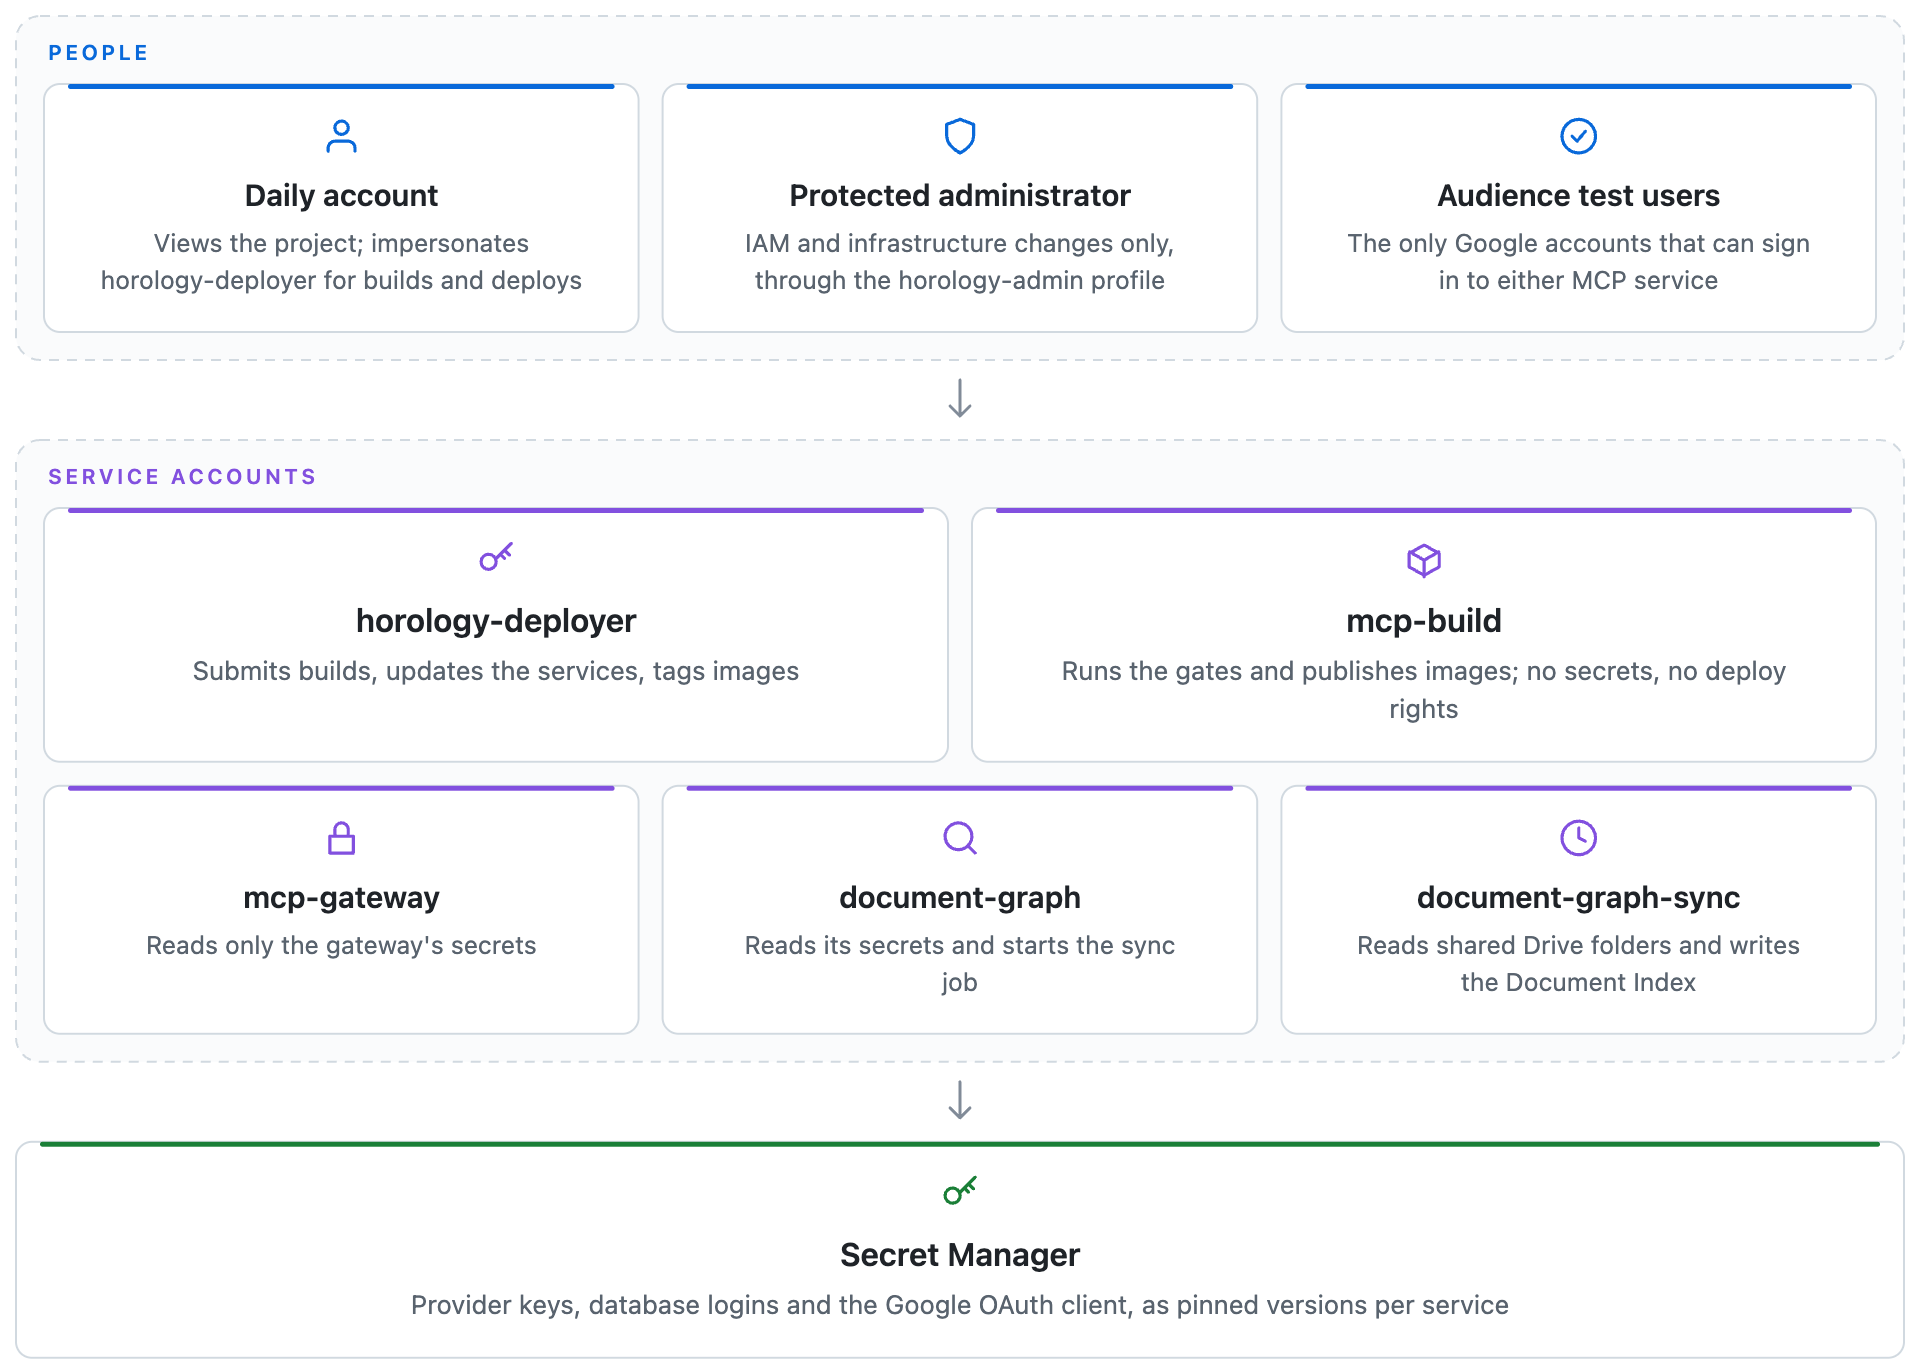 PEOPLE
Daily account
Views the project; impersonates
horology-deployer for builds and deploys
Protected administrator
IAM and infrastructure changes only,
through the horology-admin profile
Audience test users
The only Google accounts that can sign
in to either MCP service
SERVICE ACCOUNTS
horology-deployer
Submits builds, updates the services, tags images
mcp-build
Runs the gates and publishes images; no secrets, no deploy
rights
mcp-gateway
Reads only the gateway's secrets
document-graph
Reads its secrets and starts the sync
job
document-graph-sync
Reads shared Drive folders and writes
the Document Index
Secret Manager
Provider keys, database logins and the Google OAuth client, as pinned versions per service